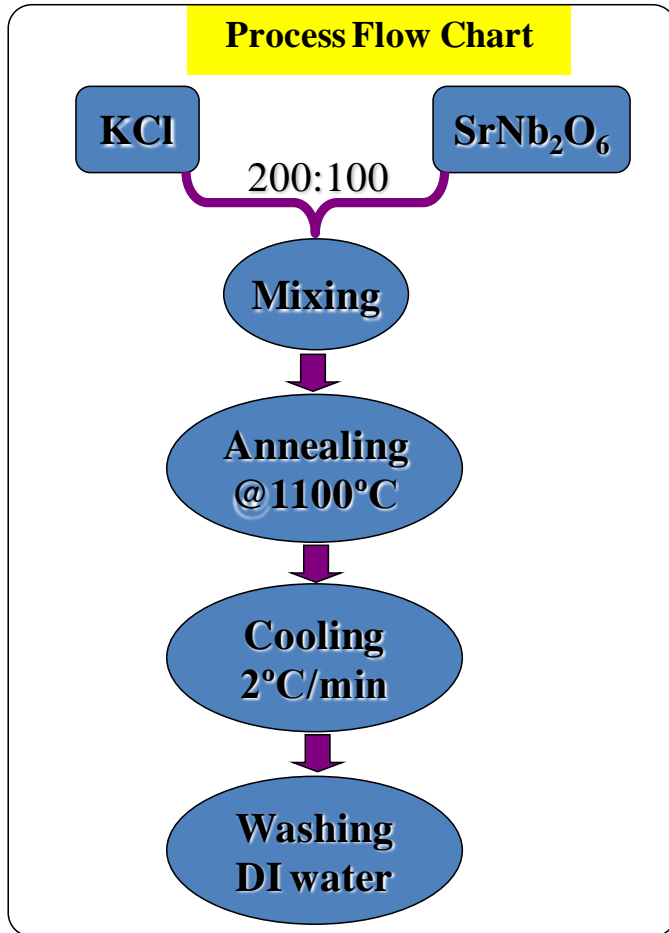 Process Flow Chart
KCl
SrNb₂O₆
200:100
Mixing
Annealing
@1100ºC
Cooling
2ºC/min
Washing
DI water